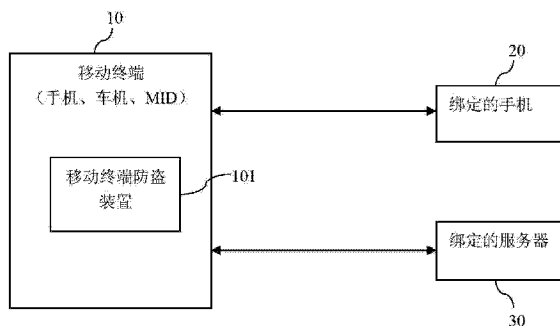 10
移动终端
（手机、车机、MID）
移动终端防盗
装置
101
20
绑定的手机
绑定的服务器
30